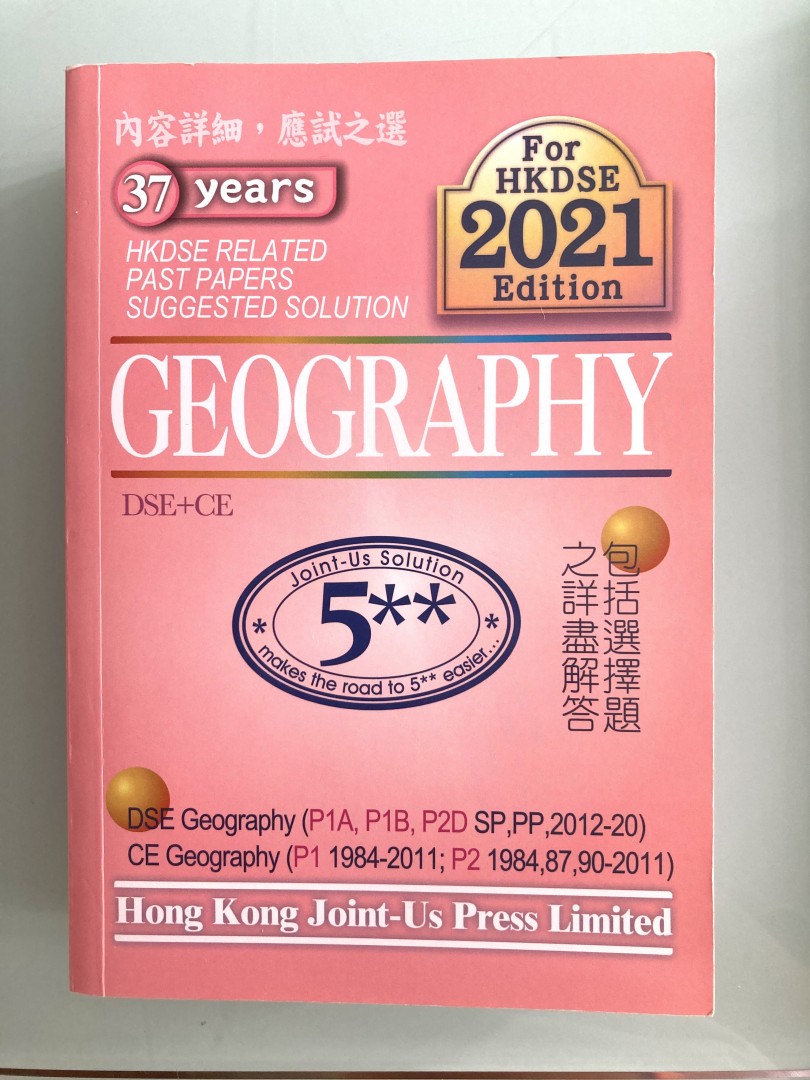 內容詳細，應試之選
37 years
HKDSE RELATED
PAST PAPERS
SUGGESTED SOLUTION
For
HKDSE
2021
Edition
GEOGRAPHY
DSE+CE
Joint-Us Solution
* 5** *
makes the road to 5** easier...
包括選擇題
之詳盡解答
DSE Geography (P1A, P1B, P2D SP,PP,2012-20)
CE Geography (P1 1984-2011; P2 1984,87,90-2011)
Hong Kong Joint-Us Press Limited